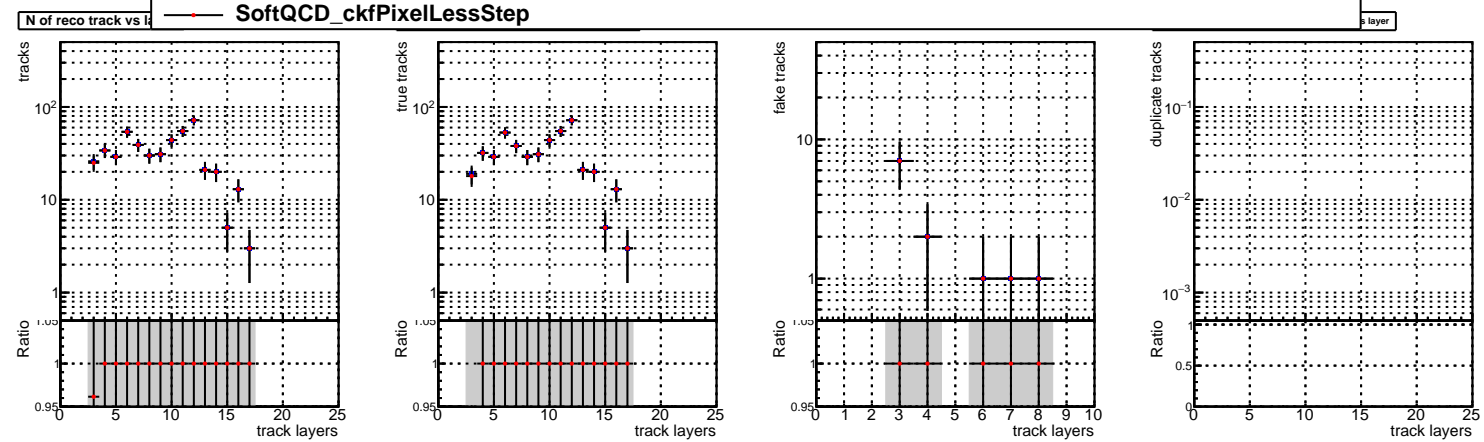 SoftQCD_ckfPixelLessStep
N of reco track vs la
s layer
tracks
10²
10
1
Ratio
1.05
1
0.95
0 5 10 15 20 25
track layers
true tracks
10²
10
1
Ratio
1.05
1
0.95
0 5 10 15 20 25
track layers
fake tracks
10
1
Ratio
1.05
1
0.95
0 1 2 3 4 5 6 7 8 9 10
track layers
duplicate tracks
10⁻¹
10⁻²
10⁻³
Ratio
1
0.5
0
0 5 10 15 20 25
track layers